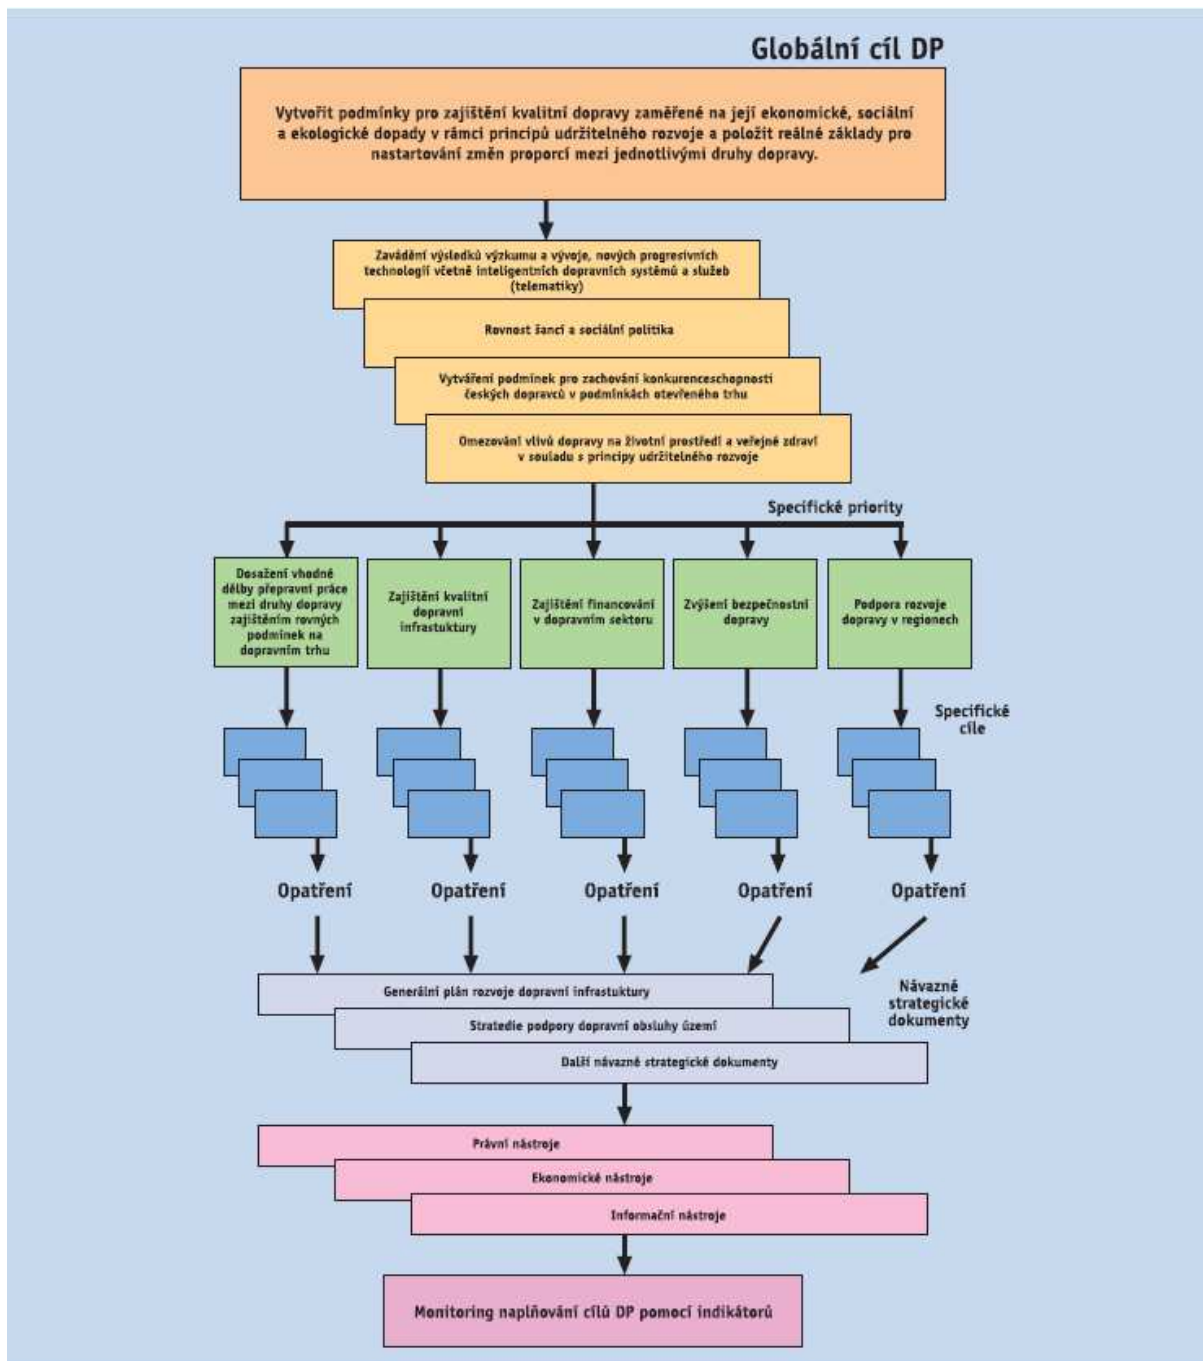 Globální cíl DP
Vytvořit podmínky pro zajištění kvalitní dopravy zaměřené na její ekonomické, sociální
a ekologické dopady v rámci principů udržitelného rozvoje a položit reálné základy pro
nastartování změn proporcí mezi jednotlivými druhy dopravy.
Zavádění výsledků výzkumu a vývoje, nových progresivních
technologií včetně inteligentních dopravních systémů a služeb
(telematiky)
Rovnost šancí a sociální politika
Vytváření podmínek pro zachování konkurenceschopnosti
českých dopravců v podmínkách otevřeného trhu
Omezování vlivů dopravy na životní prostředí a veřejné zdraví
v souladu s principy udržitelného rozvoje
Specifické priority
Dosažení vhodné
dělby přepravní práce
mezi druhy dopravy
zajištěním rovných
podmínek na
dopravním trhu
Zajištění kvalitní
dopravní
infrastuktury
Zajištění financování
v dopravním sektoru
Zvýšení bezpečnosti
dopravy
Podpora rozvoje
dopravy v regionech
Specifické
cíle
Opatření
Opatření
Opatření
Opatření
Opatření
Návazné
strategické
dokumenty
Generální plán rozvoje dopravní infrastuktury
Stratedie podpory dopravní obsluhy území
Další návazné strategické dokumenty
Právní nástroje
Ekonomické nástroje
Informační nástroje
Monitoring naplňování cílů DP pomocí indikátorů